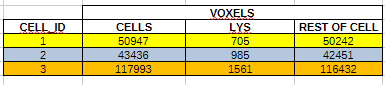 VOXELS
CELL_ID CELLS LYS REST OF CELL
1 50947 705 50242
2 43436 985 42451
3 117993 1561 116432